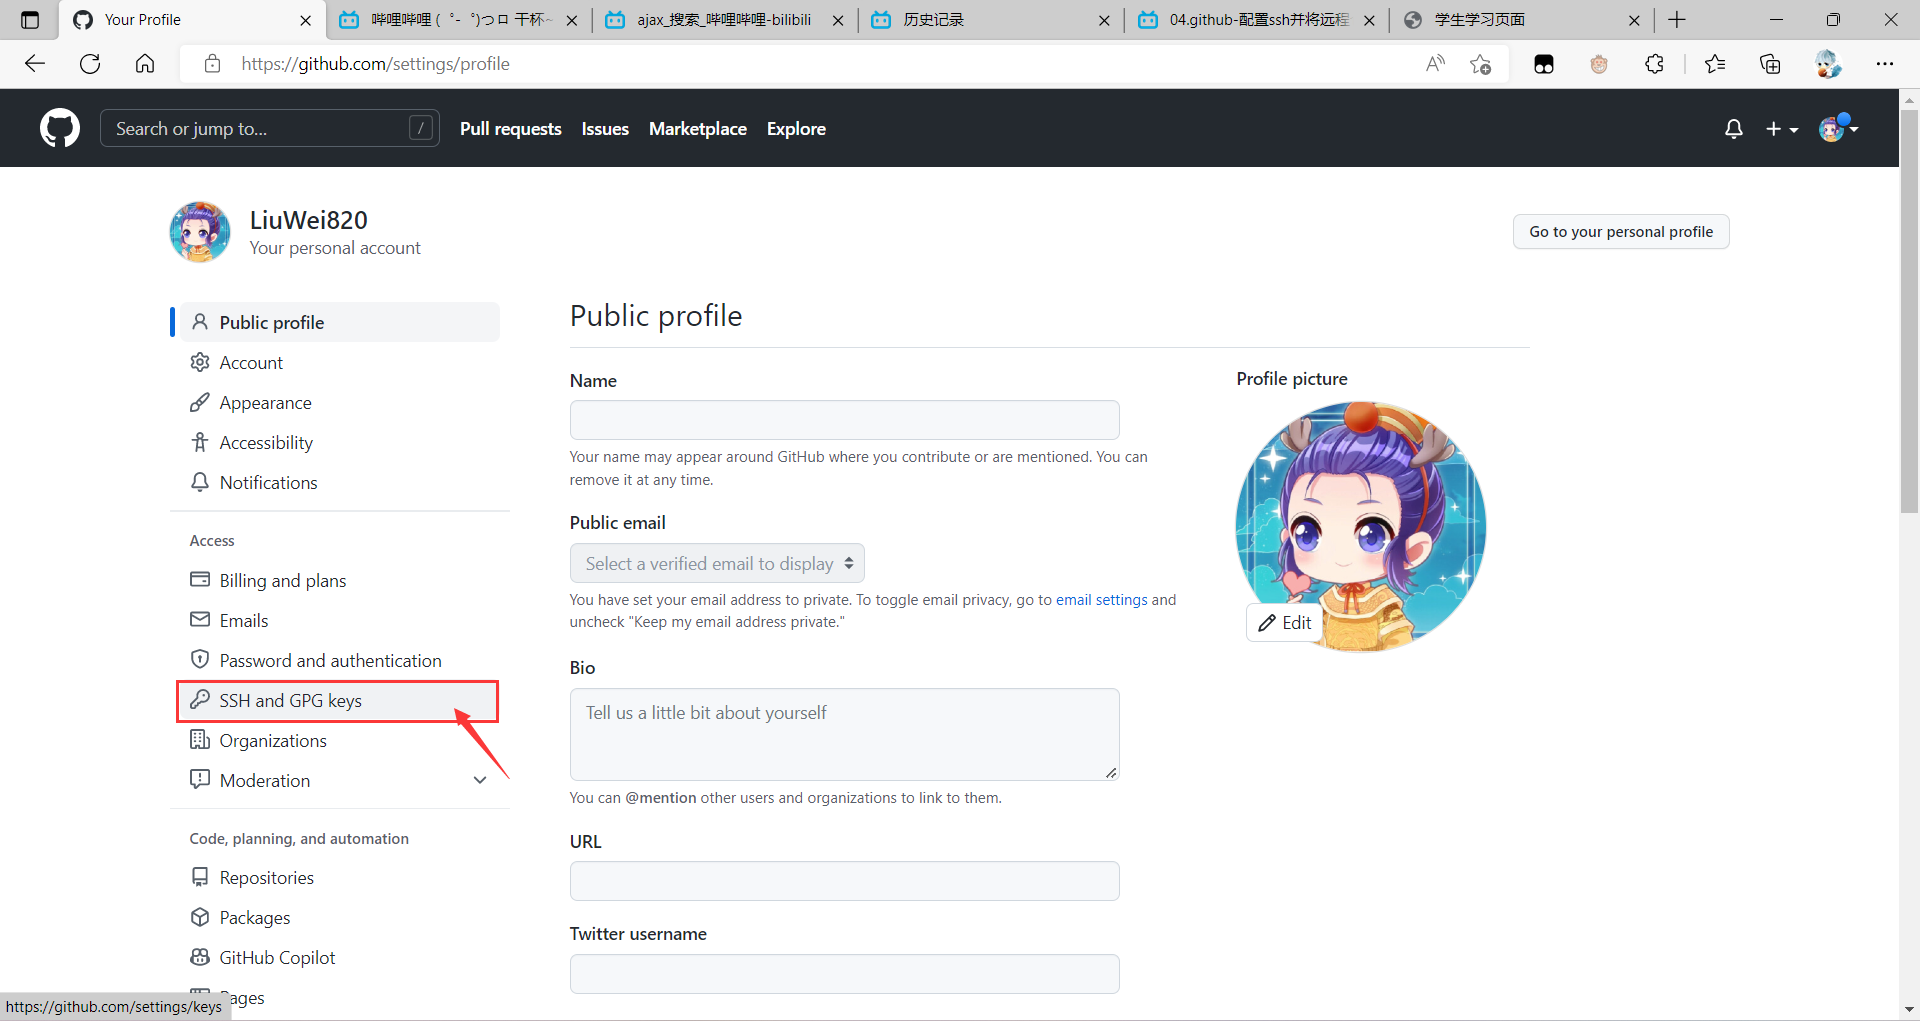 Your Profile
哔哩哔哩 (゜-゜)つロ 干杯~
ajax_搜索_哔哩哔哩-bilibili
历史记录
04.github-配置ssh并将远程
学生学习页面
https://github.com/settings/profile
Search or jump to...
/
Pull requests
Issues
Marketplace
Explore
LiuWei820
Your personal account
Go to your personal profile
Public profile
Account
Appearance
Accessibility
Notifications
Access
Billing and plans
Emails
Password and authentication
SSH and GPG keys
Organizations
Moderation
Code, planning, and automation
Repositories
Packages
GitHub Copilot
Pages
https://github.com/settings/keys
Public profile
Name
Your name may appear around GitHub where you contribute or are mentioned. You can
remove it at any time.
Public email
Select a verified email to display
You have set your email address to private. To toggle email privacy, go to email settings and
uncheck "Keep my email address private."
Bio
Tell us a little bit about yourself
You can @mention other users and organizations to link to them.
URL
Twitter username
Profile picture
Edit